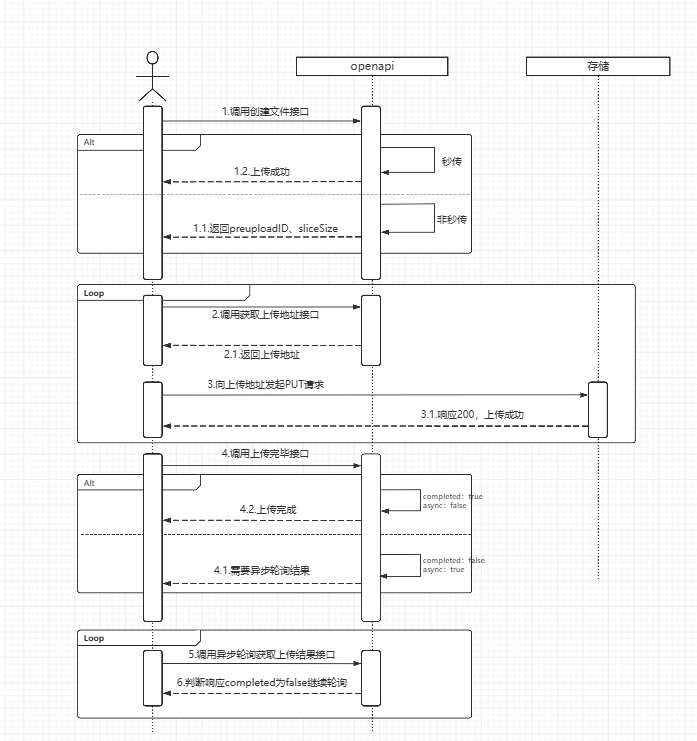 openapi
存储
1.调用创建文件接口
Alt
秒传
1.2.上传成功
非秒传
1.1.返回preuploadID、sliceSize
Loop
2.调用获取上传地址接口
2.1.返回上传地址
3.向上传地址发起PUT请求
3.1.响应200，上传成功
4.调用上传完毕接口
Alt
completed：true
async：false
4.2.上传完成
completed：false
async：true
4.1.需要异步轮询结果
Loop
5.调用异步轮询获取上传结果接口
6.判断响应completed为false继续轮询